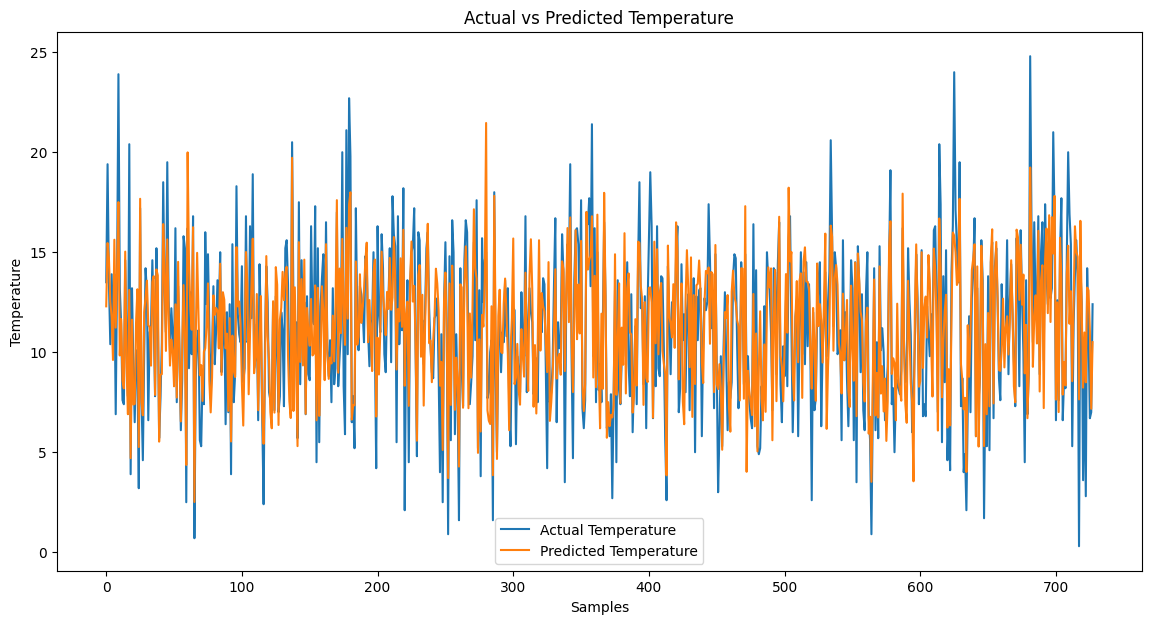 Actual vs Predicted Temperature
25
20
15
10
5
0
Temperature
Actual Temperature
Predicted Temperature
0 100 200 300 400 500 600 700
Samples